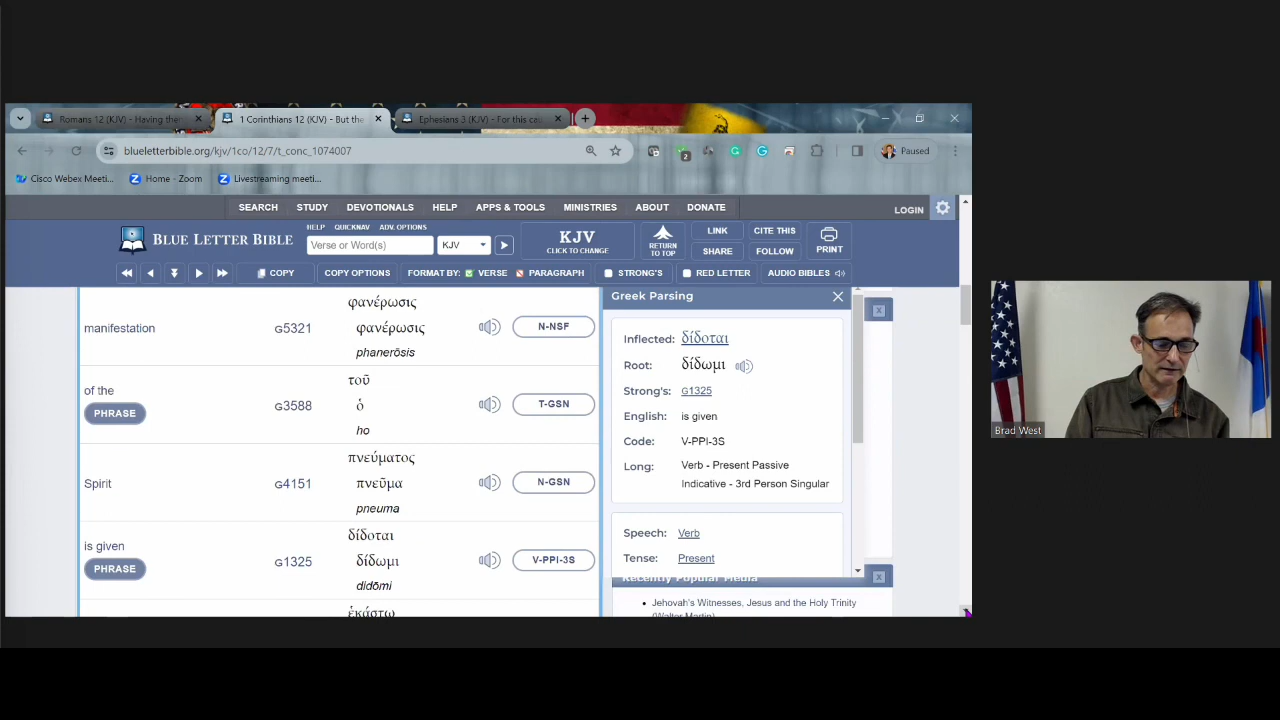 Romans 12 (KJV) - Having the
1 Corinthians 12 (KJV) - But the
Ephesians 3 (KJV) - For this cau
blueletterbible.org/kjv/1co/12/7/t_conc_1074007
2
Paused
Cisco Webex Meeti...
Home - Zoom
Livestreaming meeti...
SEARCH STUDY DEVOTIONALS HELP APPS & TOOLS MINISTRIES ABOUT DONATE
LOGIN
BLUE LETTER BIBLE
HELP QUICKNAV ADV. OPTIONS
Verse or Word(s)
KJV
KJV
CLICK TO CHANGE
RETURN
TO TOP
LINK
SHARE
CITE THIS
FOLLOW
PRINT
COPY COPY OPTIONS FORMAT BY: VERSE PARAGRAPH STRONG'S RED LETTER AUDIO BIBLES
φανέρωσις
manifestation G5321 φανέρωσις N-NSF
phanerōsis
τοῦ
of the
PHRASE
G3588 ὁ T-GSN
ho
πνεύματος
Spirit G4151 πνεῦμα N-GSN
pneuma
δίδοται
is given
PHRASE
G1325 δίδωμι V-PPI-3S
didōmi
ἑκάστῳ
Greek Parsing
Inflected: δίδοται
Root: δίδωμι
Strong's: G1325
English: is given
Code: V-PPI-3S
Long: Verb - Present Passive
Indicative - 3rd Person Singular
Speech: Verb
Tense: Present
Recently Popular Media
Jehovah's Witnesses, Jesus and the Holy Trinity
(Walter Martin)
Brad West